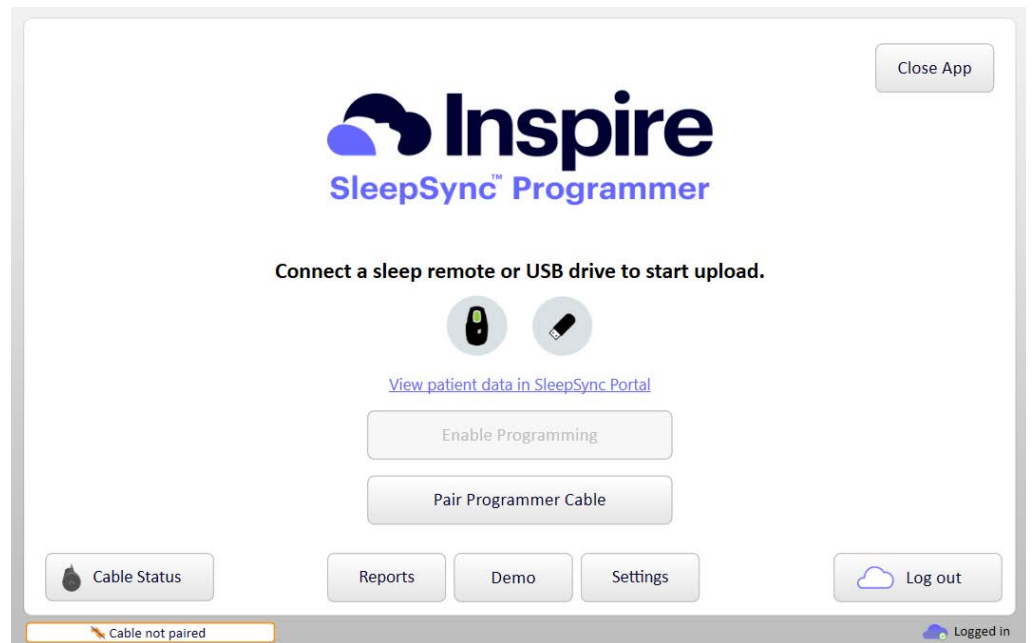 Close App
Inspire
SleepSync™ Programmer
Connect a sleep remote or USB drive to start upload.
View patient data in SleepSync Portal
Enable Programming
Pair Programmer Cable
Cable Status
Reports
Demo
Settings
Log out
Cable not paired
Logged in